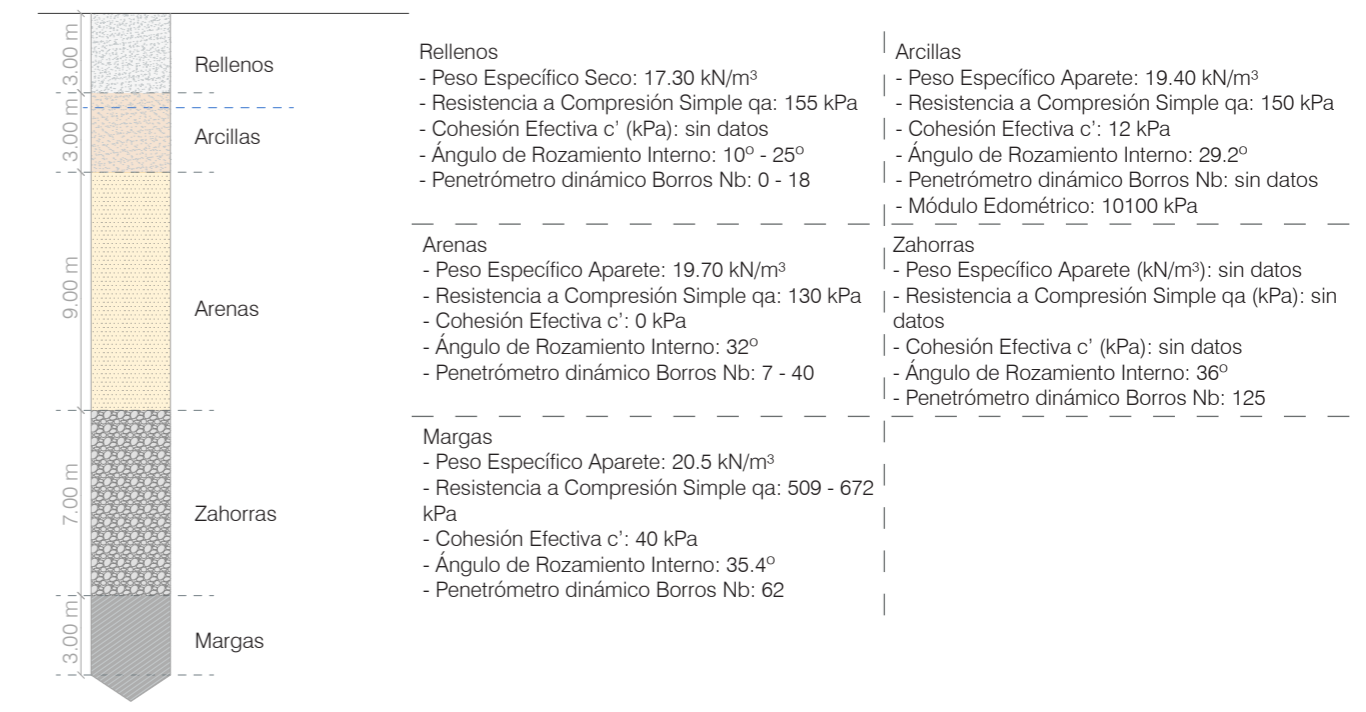 3.00 m
Rellenos
3.00 m
Arcillas
9.00 m
Arenas
7.00 m
Zahorras
3.00 m
Margas
Rellenos
- Peso Específico Seco: 17.30 kN/m³
- Resistencia a Compresión Simple qa: 155 kPa
- Cohesión Efectiva c' (kPa): sin datos
- Ángulo de Rozamiento Interno: 10º - 25º
- Penetrómetro dinámico Borros Nb: 0 - 18
Arcillas
- Peso Específico Aparete: 19.40 kN/m³
- Resistencia a Compresión Simple qa: 150 kPa
- Cohesión Efectiva c': 12 kPa
- Ángulo de Rozamiento Interno: 29.2º
- Penetrómetro dinámico Borros Nb: sin datos
- Módulo Edométrico: 10100 kPa
Arenas
- Peso Específico Aparete: 19.70 kN/m³
- Resistencia a Compresión Simple qa: 130 kPa
- Cohesión Efectiva c': 0 kPa
- Ángulo de Rozamiento Interno: 32º
- Penetrómetro dinámico Borros Nb: 7 - 40
Zahorras
- Peso Específico Aparete (kN/m³): sin datos
- Resistencia a Compresión Simple qa (kPa): sin
datos
- Cohesión Efectiva c' (kPa): sin datos
- Ángulo de Rozamiento Interno: 36º
- Penetrómetro dinámico Borros Nb: 125
Margas
- Peso Específico Aparete: 20.5 kN/m³
- Resistencia a Compresión Simple qa: 509 - 672
kPa
- Cohesión Efectiva c': 40 kPa
- Ángulo de Rozamiento Interno: 35.4º
- Penetrómetro dinámico Borros Nb: 62